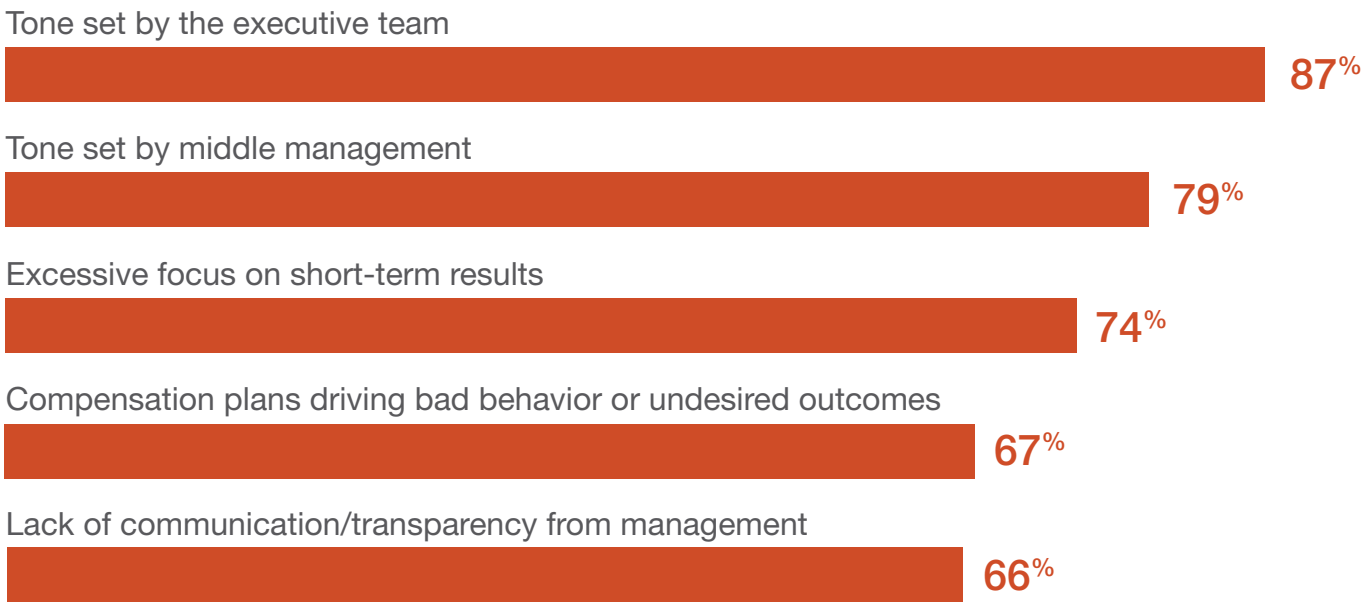 Tone set by the executive team
87%
Tone set by middle management
79%
Excessive focus on short-term results
74%
Compensation plans driving bad behavior or undesired outcomes
67%
Lack of communication/transparency from management
66%